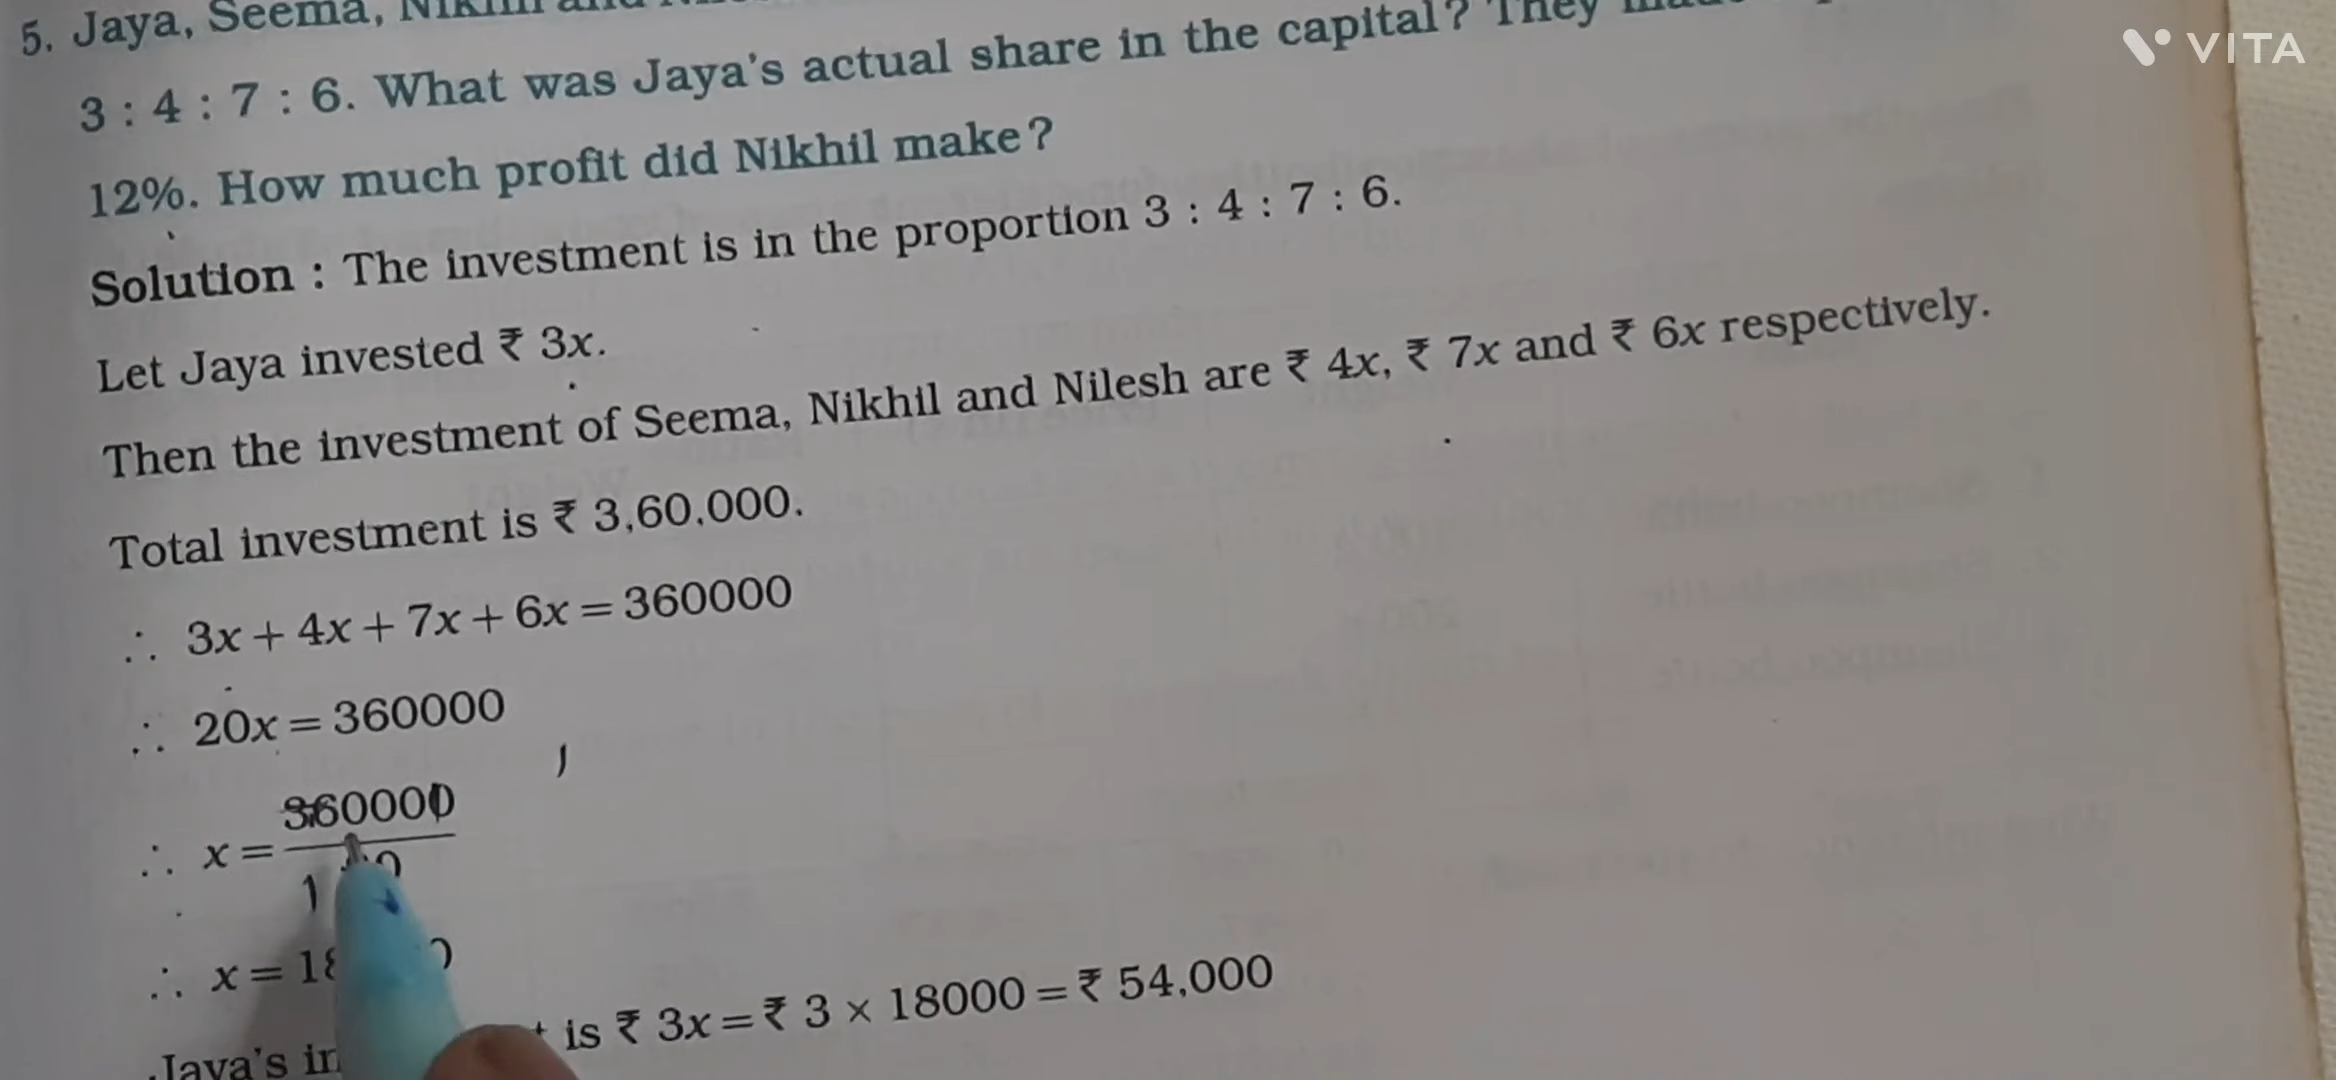 5. Jaya, Seema,
VITA
3 : 4 : 7 : 6. What was Jaya's actual share in the capital? They
12%. How much profit did Nikhil make?
Solution : The investment is in the proportion 3 : 4 : 7 : 6.
Let Jaya invested ₹ 3x.
Then the investment of Seema, Nikhil and Nilesh are ₹ 4x, ₹ 7x and ₹ 6x respectively.
Total investment is ₹ 3,60,000.
∴ 3x + 4x + 7x + 6x = 360000
∴ 20x = 360000
∴ x = 360000
∴ x =
Jaya's is ₹ 3x = ₹ 3 × 18000 = ₹ 54,000